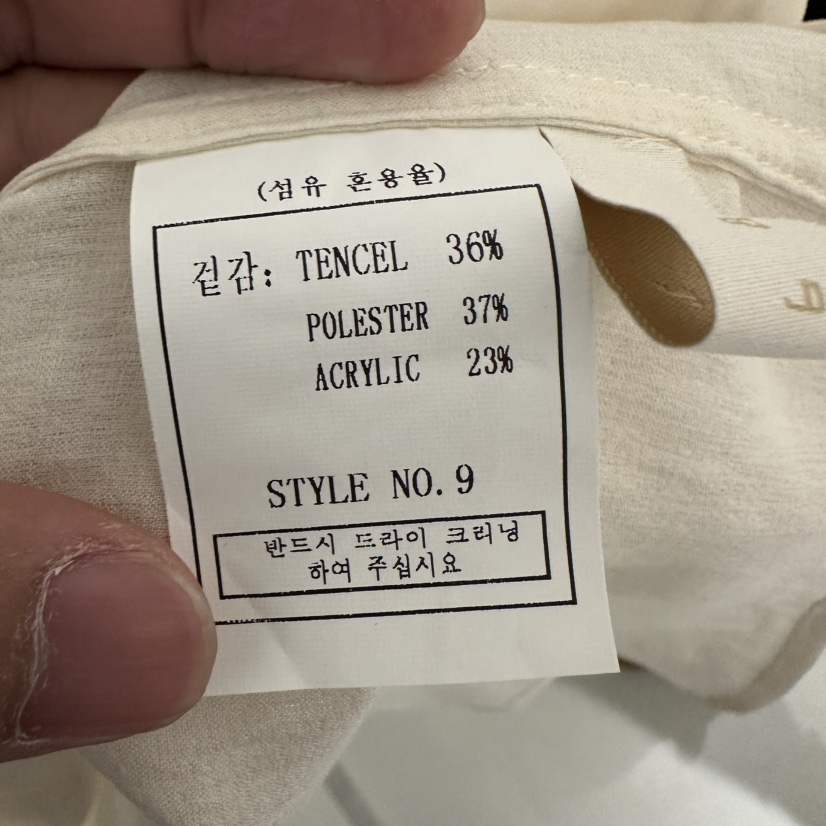 (섬유 혼용율)
겉감: TENCEL 36%
POLESTER 37%
ACRYLIC 23%
STYLE NO. 9
반드시 드라이 크리닝
하여 주십시요